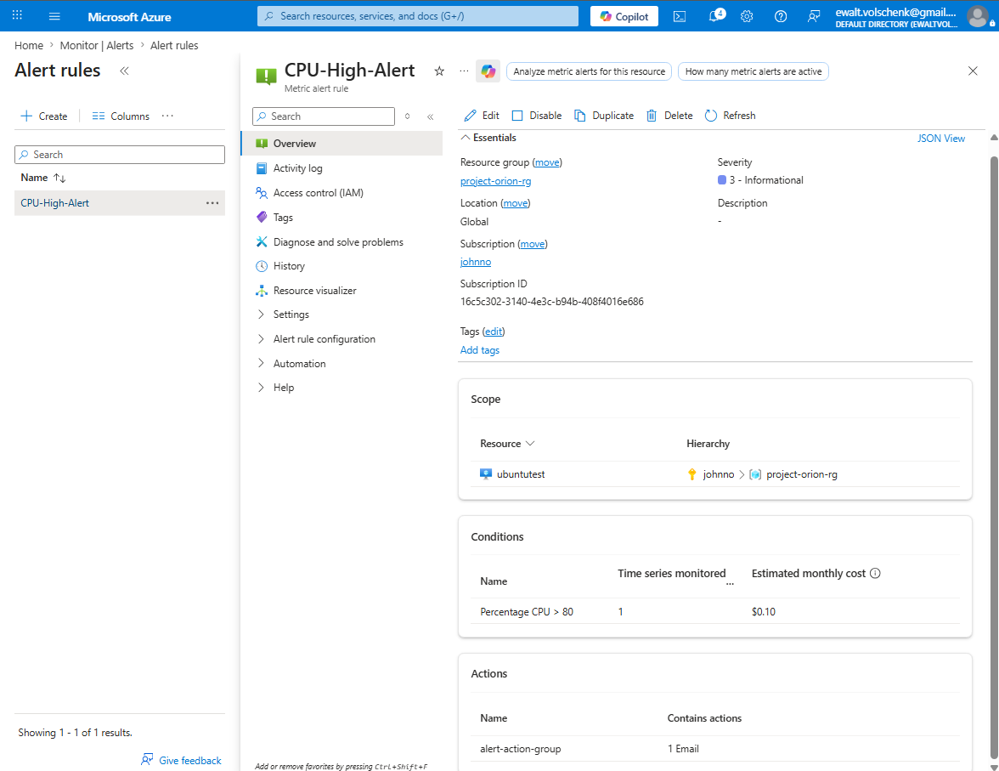 Microsoft Azure
Search resources, services, and docs (G+/)
Copilot
4
ewalt.volschenk@gmail....
DEFAULT DIRECTORY (EWALTVOL...
Home > Monitor | Alerts > Alert rules
Alert rules
Create
Columns
...
Search
Name
CPU-High-Alert
...
Showing 1 - 1 of 1 results.
Give feedback
CPU-High-Alert
...
Metric alert rule
Analyze metric alerts for this resource
How many metric alerts are active
Search
Overview
Activity log
Access control (IAM)
Tags
Diagnose and solve problems
History
Resource visualizer
Settings
Alert rule configuration
Automation
Help
Add or remove favorites by pressing Ctrl+Shift+F
Edit
Disable
Duplicate
Delete
Refresh
Essentials
JSON View
Resource group (move)
project-orion-rg
Location (move)
Global
Subscription (move)
johnno
Subscription ID
16c5c302-3140-4e3c-b94b-408f4016e686
Severity
3 - Informational
Description
-
Tags (edit)
Add tags
Scope
Resource
Hierarchy
ubuntutest
johnno > project-orion-rg
Conditions
Name
Time series monitored
...
Estimated monthly cost
Percentage CPU > 80
1
$0.10
Actions
Name
Contains actions
alert-action-group
1 Email